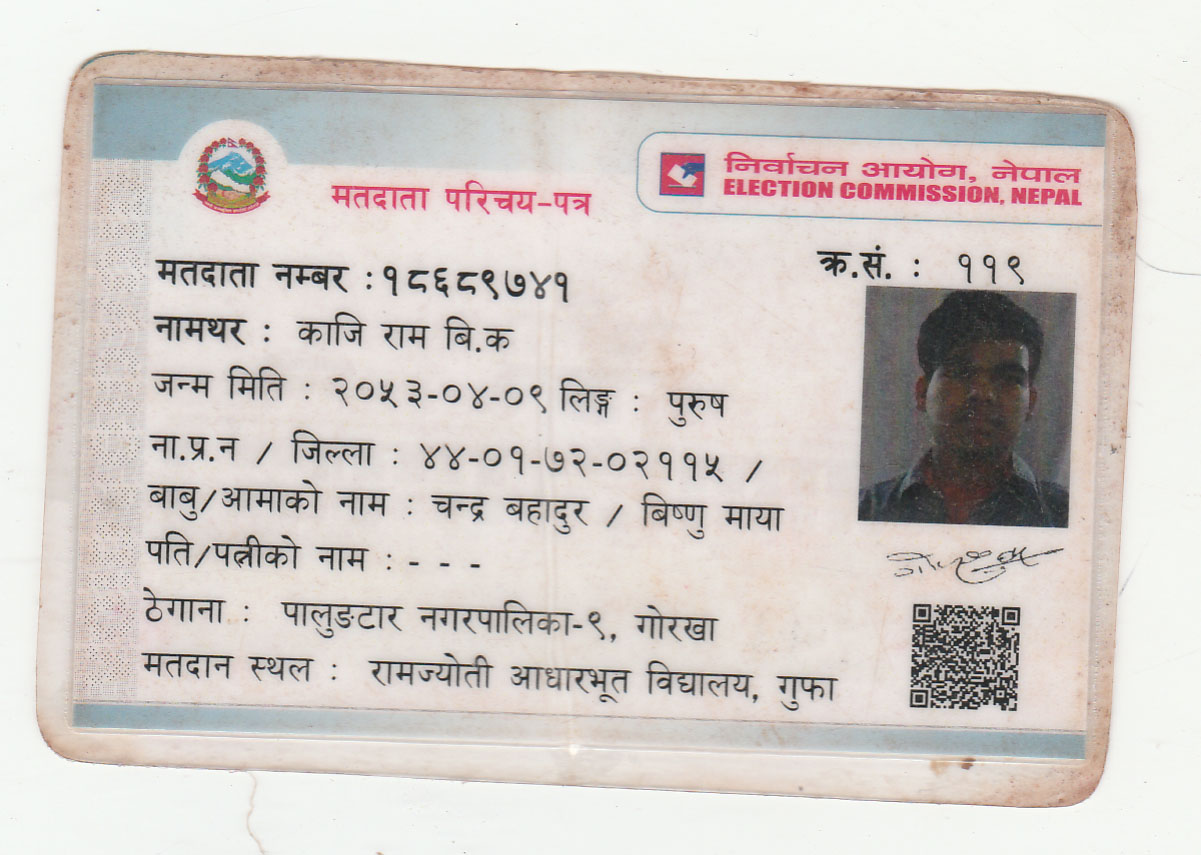 निर्वाचन आयोग, नेपाल
ELECTION COMMISSION, NEPAL
मतदाता परिचय-पत्र
मतदाता नम्बर : १८६८९७४१
क्र.सं. : ११९
नामथर : काजि राम बि.क
जन्म मिति : २०५३-०४-०९ लिङ्ग : पुरुष
ना.प्र.न / जिल्ला : ४४-०१-७२-०२११५ /
बाबु/आमाको नाम : चन्द्र बहादुर / बिष्णु माया
पति/पत्नीको नाम : - - -
ठेगाना : पालुङटार नगरपालिका-९, गोरखा
मतदान स्थल : रामज्योती आधारभूत विद्यालय, गुफा